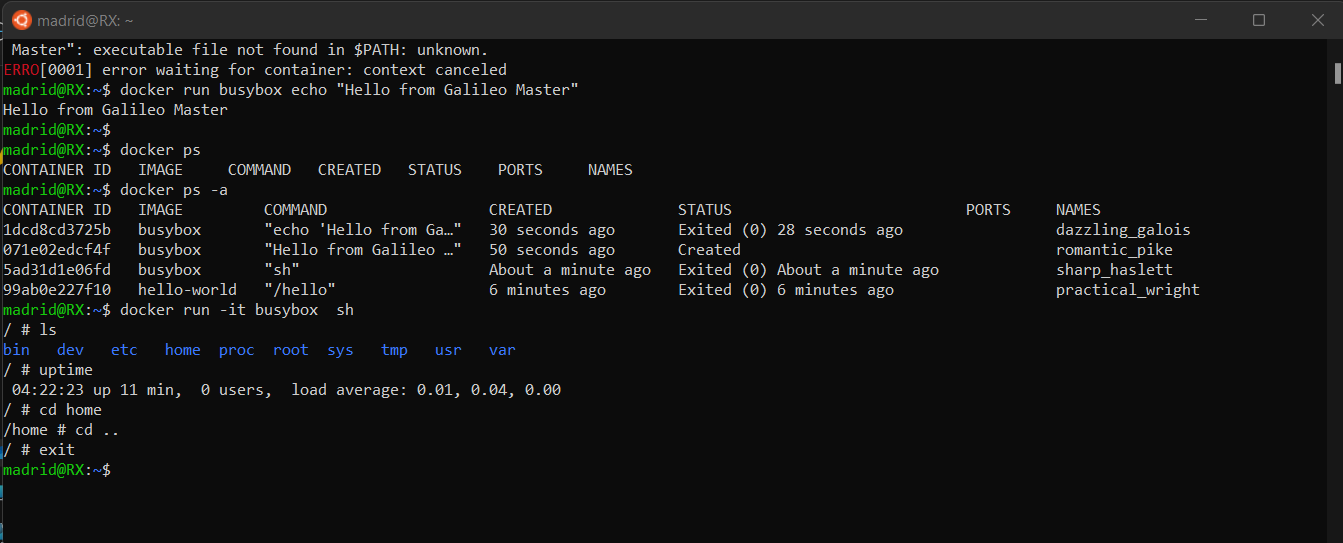 madrid@RX: ~
Master": executable file not found in $PATH: unknown.
ERRO[0001] error waiting for container: context canceled
madrid@RX:~$ docker run busybox echo "Hello from Galileo Master"
Hello from Galileo Master
madrid@RX:~$
madrid@RX:~$ docker ps
CONTAINER ID   IMAGE     COMMAND   CREATED   STATUS    PORTS     NAMES
madrid@RX:~$ docker ps -a
CONTAINER ID   IMAGE         COMMAND                  CREATED              STATUS                          PORTS     NAMES
1dcd8cd3725b   busybox       "echo 'Hello from Ga…"   30 seconds ago       Exited (0) 28 seconds ago                 dazzling_galois
071e02edcf4f   busybox       "Hello from Galileo …"   50 seconds ago       Created                                   romantic_pike
5ad31d1e06fd   busybox       "sh"                     About a minute ago   Exited (0) About a minute ago             sharp_haslett
99ab0e227f10   hello-world   "/hello"                 6 minutes ago        Exited (0) 6 minutes ago                  practical_wright
madrid@RX:~$ docker run -it busybox  sh
/ # ls
bin   dev   etc   home  proc  root  sys   tmp   usr   var
/ # uptime
 04:22:23 up 11 min,  0 users,  load average: 0.01, 0.04, 0.00
/ # cd home
/home # cd ..
/ # exit
madrid@RX:~$